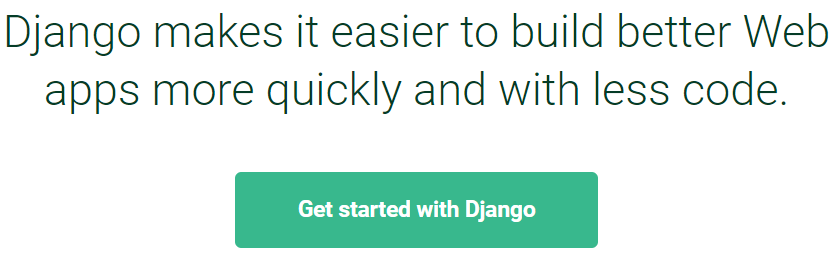 Django makes it easier to build better Web
apps more quickly and with less code.
Get started with Django